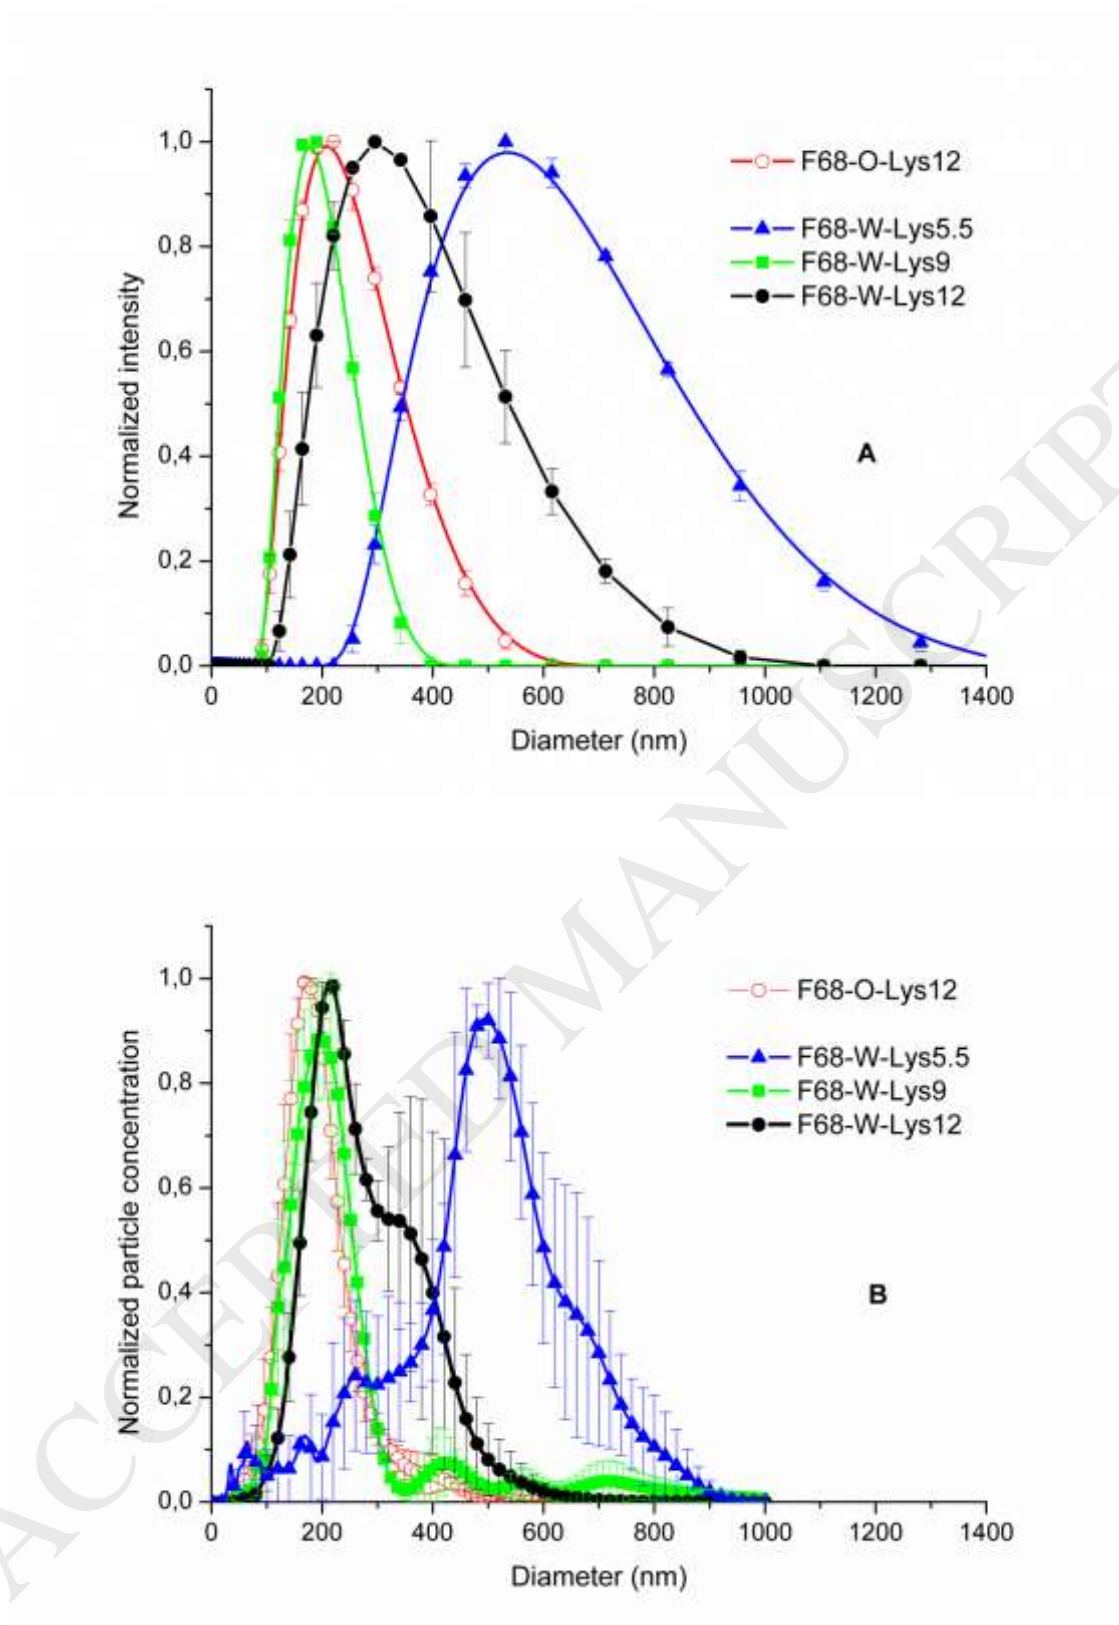 1,0
0,8
0,6
0,4
0,2
0,0
Normalized intensity
F68-O-Lys12
F68-W-Lys5.5
F68-W-Lys9
F68-W-Lys12
A
0 200 400 600 800 1000 1200 1400
Diameter (nm)
1,0
0,8
0,6
0,4
0,2
0,0
Normalized particle concentration
F68-O-Lys12
F68-W-Lys5.5
F68-W-Lys9
F68-W-Lys12
B
0 200 400 600 800 1000 1200 1400
Diameter (nm)
ACCEPTED MANUSCRIPT